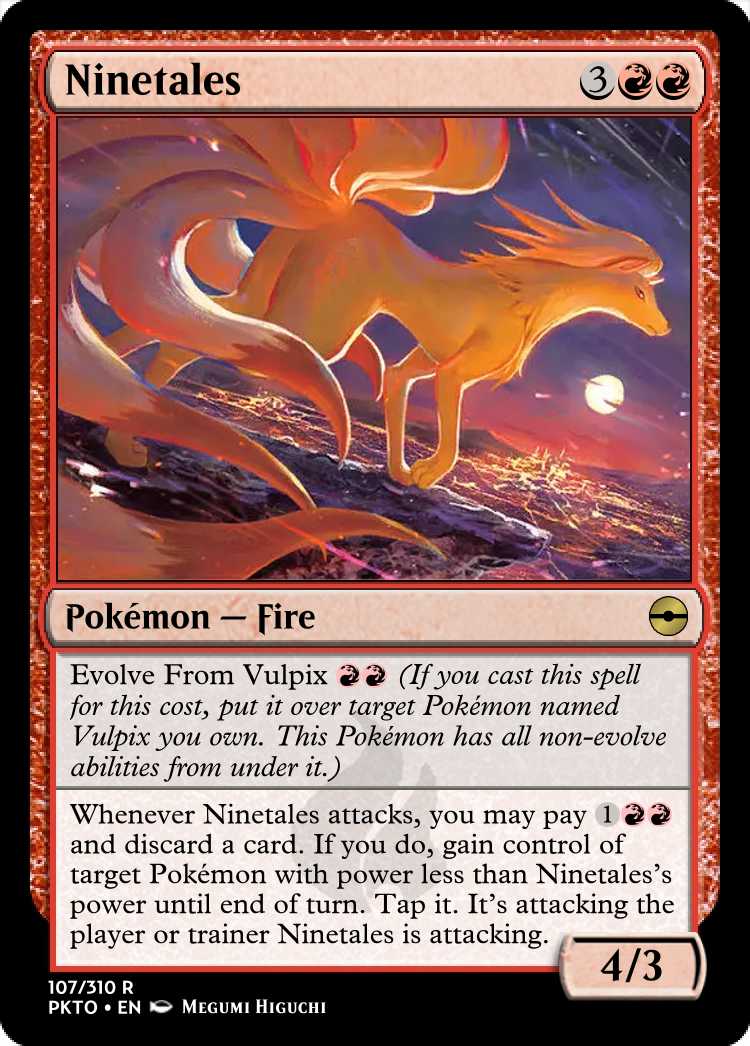 Ninetales 3
Pokémon — Fire
Evolve From Vulpix (If you cast this spell
for this cost, put it over target Pokémon named
Vulpix you own. This Pokémon has all non-evolve
abilities from under it.)
Whenever Ninetales attacks, you may pay 1
and discard a card. If you do, gain control of
target Pokémon with power less than Ninetales's
power until end of turn. Tap it. It's attacking the
player or trainer Ninetales is attacking.
4/3
107/310 R
PKTO • EN Megumi Higuchi